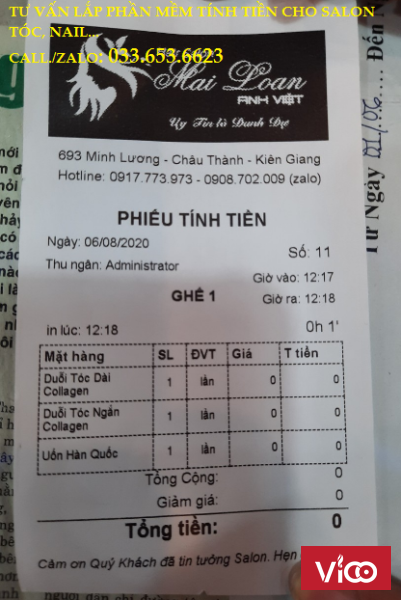 TƯ VẤN LẮP PHẦN MỀM TÍNH TIỀN CHO SALON
TÓC, NAIL...
CALL/ZALO: 033.653.6623
Mai Loan
ANH VIỆT
Uy Tín là Danh Dự
693 Minh Lương - Châu Thành - Kiên Giang
Hotline: 0917.773.973 - 0908.702.009 (zalo)
PHIẾU TÍNH TIỀN
Ngày: 06/08/2020
Số: 11
Thu ngân: Administrator
Giờ vào: 12:17
GHẾ 1
Giờ ra: 12:18
in lúc: 12:18
0h 1'
Mặt hàng SL ĐVT Giá T tiền
Duỗi Tóc Dài
Collagen 1 lần 0 0
Duỗi Tóc Ngắn
Collagen 1 lần 0 0
Uốn Hàn Quốc 1 lần 0 0
Tổng Cộng: 0
Giảm giá: 0
Tổng tiền: 0
Cảm ơn Quý Khách đã tin tưởng Salon. Hẹn
Từ Ngày 01/06 Đến
Vico